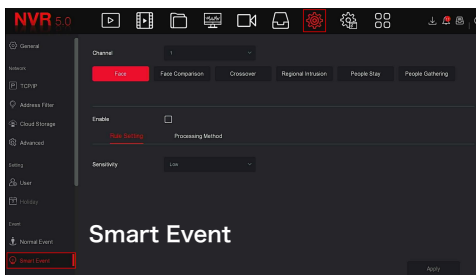 NVR 5.0
General
Channel
1
Face
Face Comparison
Crossover
Regional Intrusion
People Stay
People Gathering
Network
TCP/IP
Address Filter
Cloud Storage
Advanced
Enable
Rule Setting
Processing Method
Sensitivity
Low
Setting
User
Holiday
Event
Normal Event
Smart Event
Smart Event
Apply